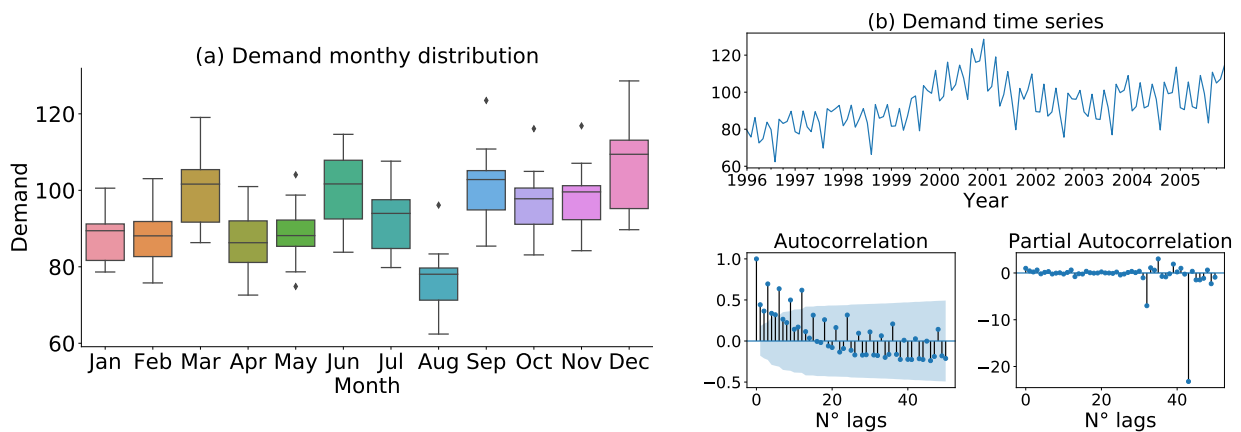 (a) Demand monthy distribution
Demand
120
100
80
60
Jan Feb Mar Apr May Jun Jul Aug Sep Oct Nov Dec
Month
(b) Demand time series
120
100
80
60
1996 1997 1998 1999 2000 2001 2002 2003 2004 2005
Year
Autocorrelation
1.0
0.5
0.0
−0.5
0 20 40
N° lags
Partial Autocorrelation
0
−10
−20
0 20 40
N° lags